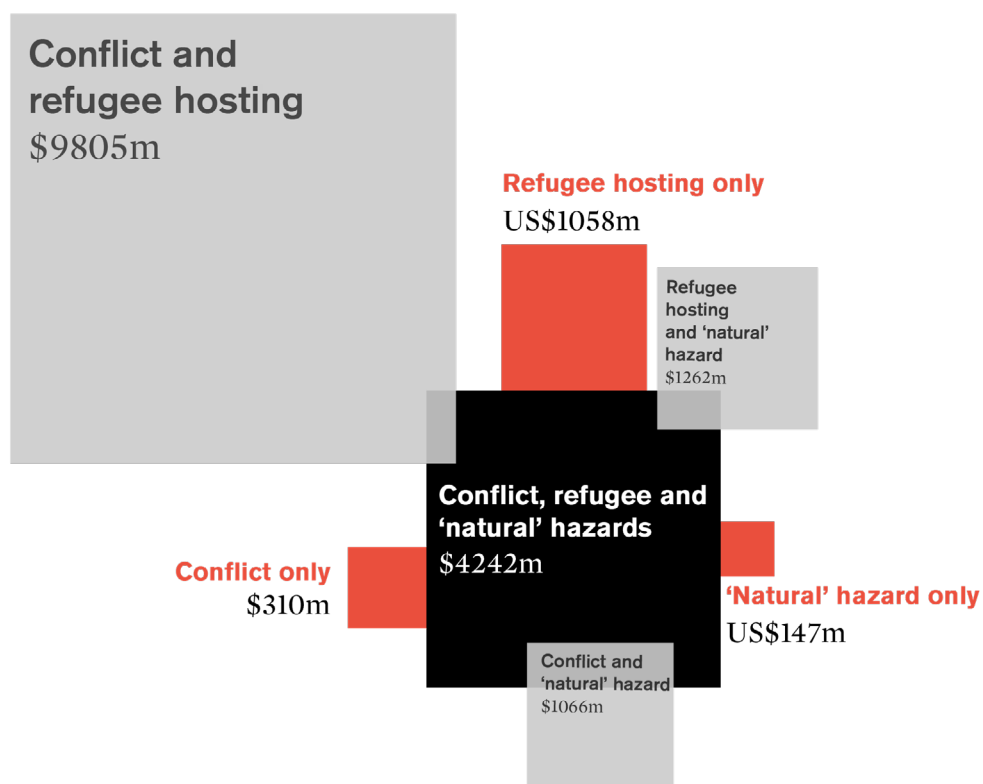 Conflict and
refugee hosting
$9805m
Refugee hosting only
US$1058m
Refugee
hosting
and ‘natural’
hazard
$1262m
Conflict, refugee and
‘natural’ hazards
$4242m
Conflict only
$310m
‘Natural’ hazard only
US$147m
Conflict and
‘natural’ hazard
$1066m